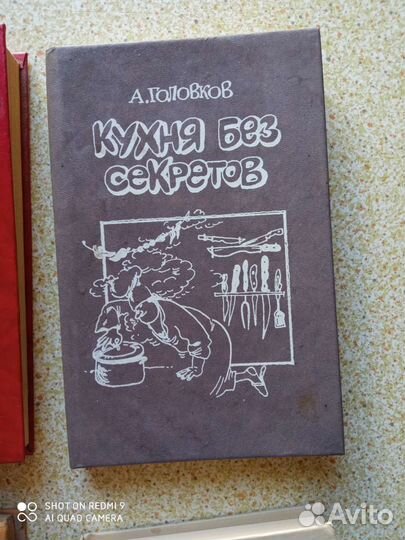 А. Головков
Кухня без
секретов
SHOT ON REDMI 9
AI QUAD CAMERA
Avito